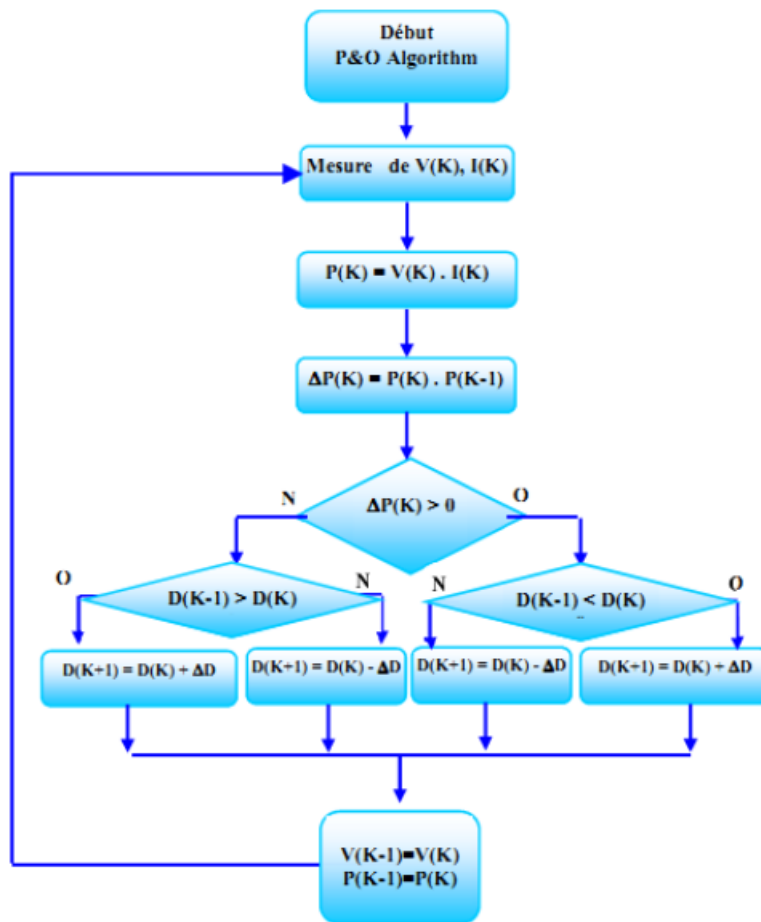 Début
P&O Algorithm
Mesure de V(K), I(K)
P(K) = V(K) . I(K)
ΔP(K) = P(K) . P(K-1)
N
ΔP(K) > 0
O
O
D(K-1) > D(K)
N
N
D(K-1) < D(K)
O
D(K+1) = D(K) + ΔD
D(K+1) = D(K) - ΔD
D(K+1) = D(K) - ΔD
D(K+1) = D(K) + ΔD
V(K-1)=V(K)
P(K-1)=P(K)